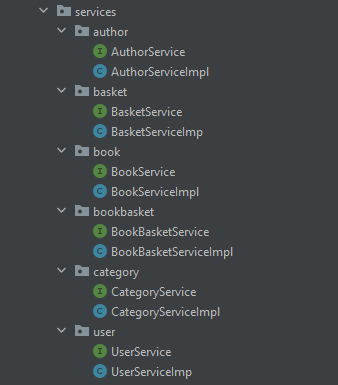 services
author
I AuthorService
C AuthorServiceImpl
basket
I BasketService
C BasketServiceImp
book
I BookService
C BookServiceImpl
bookbasket
I BookBasketService
C BookBasketServiceImpl
category
I CategoryService
C CategoryServiceImpl
user
I UserService
C UserServiceImp